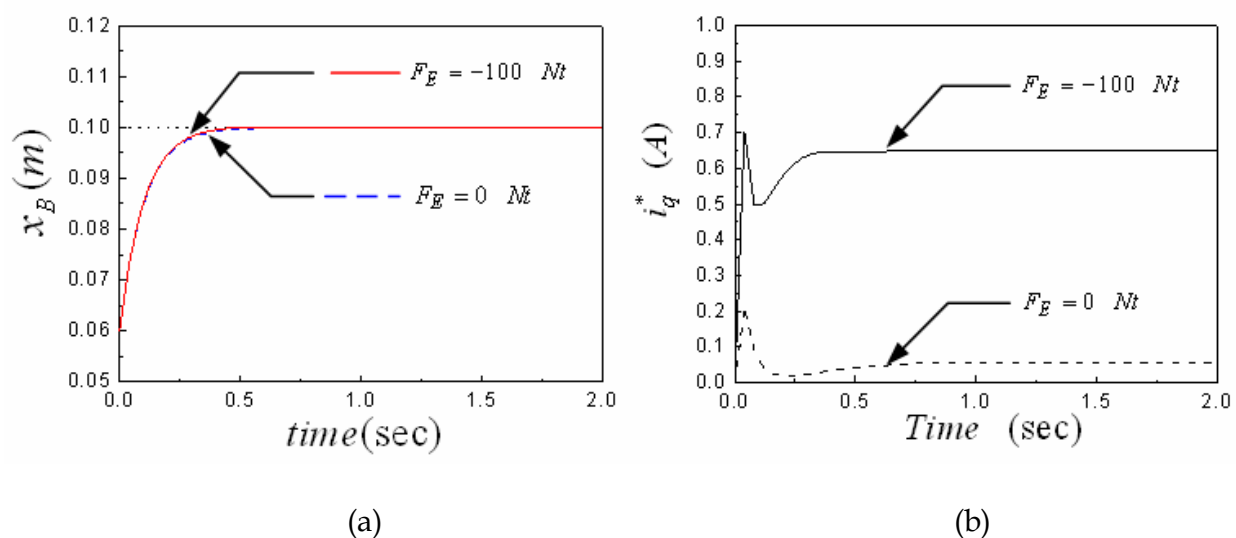 0.12
0.11
0.10
0.09
0.08
0.07
0.06
0.05
x_B (m)
F_E = −100 Nt
F_E = 0 Nt
0.0 0.5 1.0 1.5 2.0
time(sec)
(a)
1.0
0.9
0.8
0.7
0.6
0.5
0.4
0.3
0.2
0.1
0.0
i_q^* (A)
F_E = −100 Nt
F_E = 0 Nt
0.0 0.5 1.0 1.5 2.0
Time (sec)
(b)